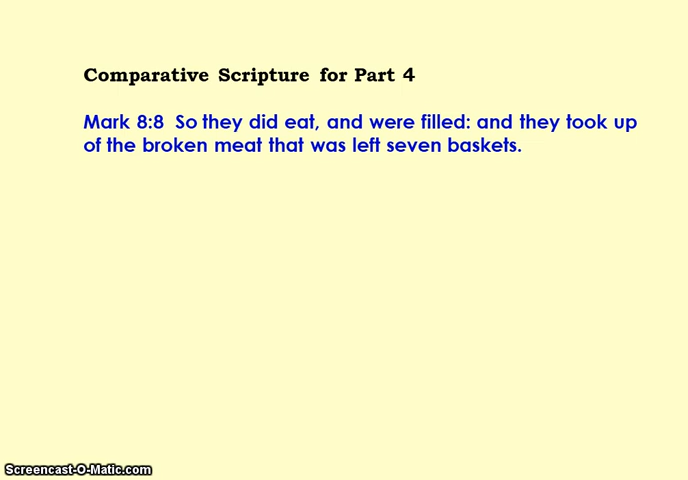 Comparative Scripture for Part 4
Mark 8:8 So they did eat, and were filled: and they took up
of the broken meat that was left seven baskets.
Screencast-O-Matic.com